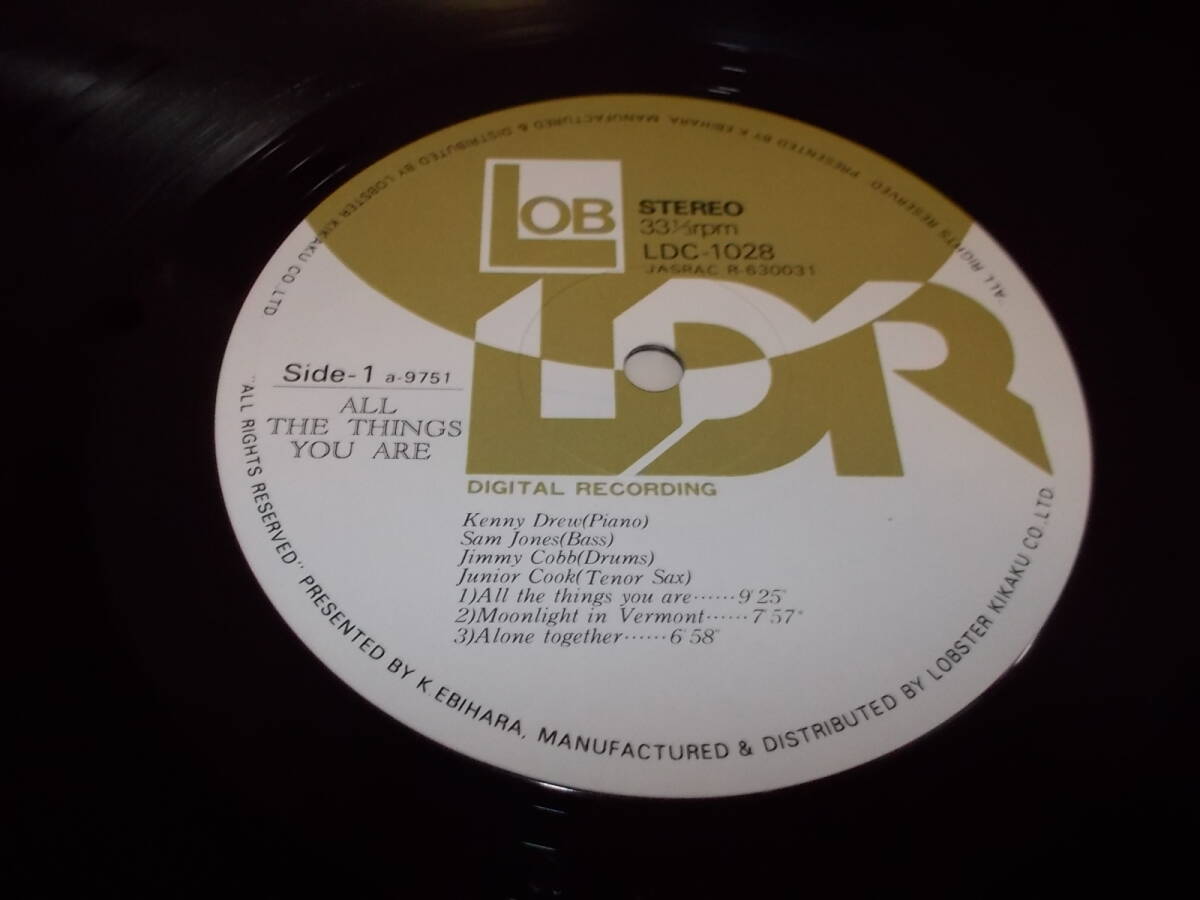 LOB
STEREO
33⅓rpm
LDC-1028
JASRAC R-630031
LDR
Side-1 a-9751
ALL
THE THINGS
YOU ARE
DIGITAL RECORDING
Kenny Drew(Piano)
Sam Jones(Bass)
Jimmy Cobb(Drums)
Junior Cook(Tenor Sax)
1)All the things you are……9'25"
2)Moonlight in Vermont……7'57"
3)Alone together……6'58"
"ALL RIGHTS RESERVED" PRESENTED BY K.EBIHARA, MANUFACTURED & DISTRIBUTED BY LOBSTER KIKAKU CO.,LTD
"ALL RIGHTS RESERVED" PRESENTED BY K.EBIHARA, MANUFACTURED & DISTRIBUTED BY LOBSTER KIKAKU CO.,LTD